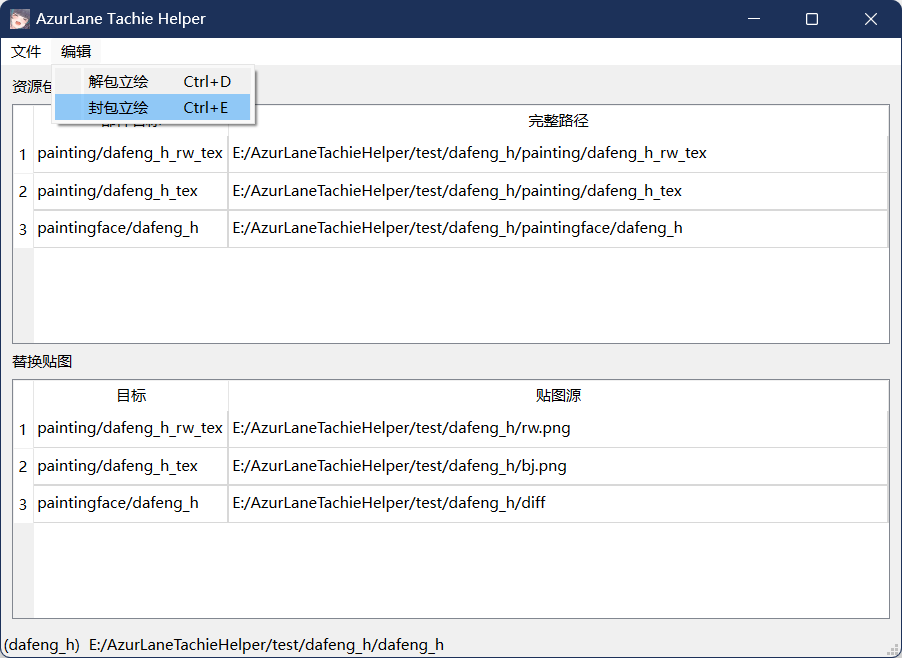 AzurLane Tachie Helper
文件 编辑
解包立绘 Ctrl+D
资源包
封包立绘 Ctrl+E
完整路径
1 painting/dafeng_h_rw_tex E:/AzurLaneTachieHelper/test/dafeng_h/painting/dafeng_h_rw_tex
2 painting/dafeng_h_tex E:/AzurLaneTachieHelper/test/dafeng_h/painting/dafeng_h_tex
3 paintingface/dafeng_h E:/AzurLaneTachieHelper/test/dafeng_h/paintingface/dafeng_h
替换贴图
目标 贴图源
1 painting/dafeng_h_rw_tex E:/AzurLaneTachieHelper/test/dafeng_h/rw.png
2 painting/dafeng_h_tex E:/AzurLaneTachieHelper/test/dafeng_h/bj.png
3 paintingface/dafeng_h E:/AzurLaneTachieHelper/test/dafeng_h/diff
(dafeng_h) E:/AzurLaneTachieHelper/test/dafeng_h/dafeng_h